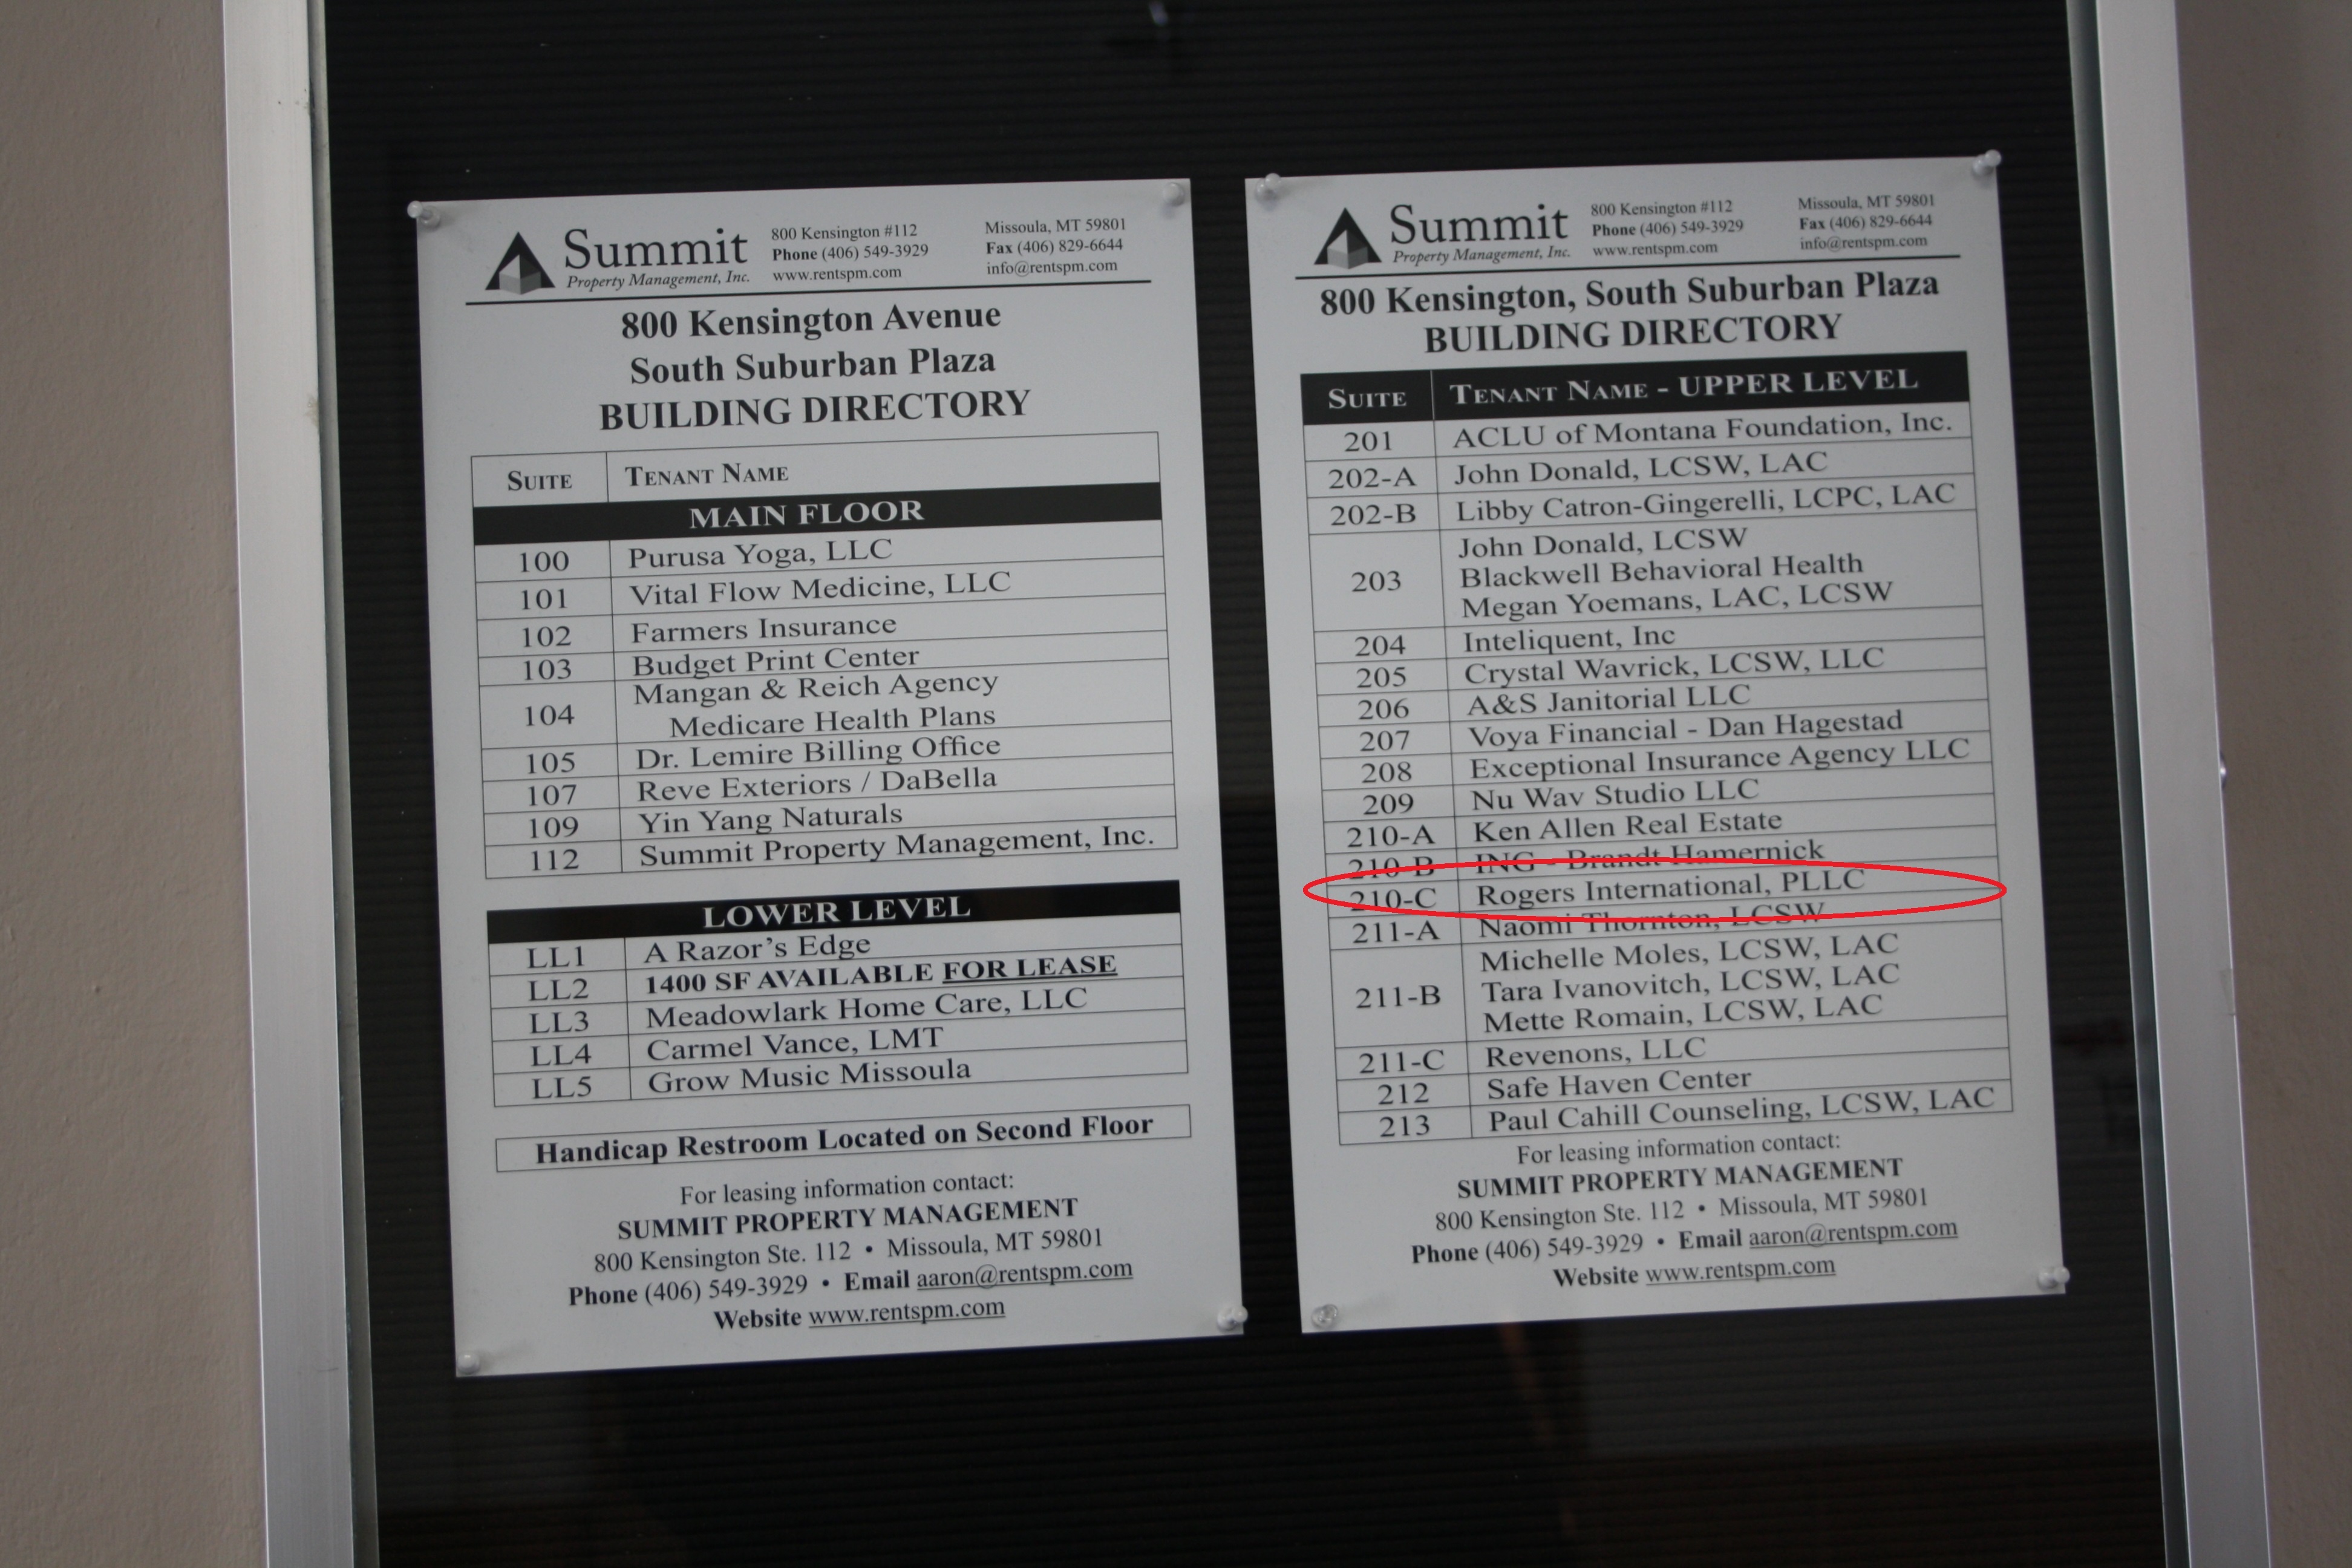 Summit
Property Management, Inc.
800 Kensington #112
Phone (406) 549-3929
www.rentspm.com
Missoula, MT 59801
Fax (406) 829-6644
info@rentspm.com
800 Kensington Avenue
South Suburban Plaza
BUILDING DIRECTORY
SUITE TENANT NAME
MAIN FLOOR
100 Purusa Yoga, LLC
101 Vital Flow Medicine, LLC
102 Farmers Insurance
103 Budget Print Center
104 Mangan & Reich Agency
Medicare Health Plans
105 Dr. Lemire Billing Office
107 Reve Exteriors / DaBella
109 Yin Yang Naturals
112 Summit Property Management, Inc.
LOWER LEVEL
LL1 A Razor's Edge
LL2 1400 SF AVAILABLE FOR LEASE
LL3 Meadowlark Home Care, LLC
LL4 Carmel Vance, LMT
LL5 Grow Music Missoula
Handicap Restroom Located on Second Floor
For leasing information contact:
SUMMIT PROPERTY MANAGEMENT
800 Kensington Ste. 112 • Missoula, MT 59801
Phone (406) 549-3929 • Email aaron@rentspm.com
Website www.rentspm.com
Summit
Property Management, Inc.
800 Kensington #112
Phone (406) 549-3929
www.rentspm.com
Missoula, MT 59801
Fax (406) 829-6644
info@rentspm.com
800 Kensington, South Suburban Plaza
BUILDING DIRECTORY
SUITE TENANT NAME - UPPER LEVEL
201 ACLU of Montana Foundation, Inc.
202-A John Donald, LCSW, LAC
202-B Libby Catron-Gingerelli, LCPC, LAC
203 John Donald, LCSW
Blackwell Behavioral Health
Megan Yoemans, LAC, LCSW
204 Inteliquent, Inc
205 Crystal Wavrick, LCSW, LLC
206 A&S Janitorial LLC
207 Voya Financial - Dan Hagestad
208 Exceptional Insurance Agency LLC
209 Nu Wav Studio LLC
210-A Ken Allen Real Estate
210-B ING - Brandt Hamernick
210-C Rogers International, PLLC
211-A Naomi Thornton, LCSW
211-B Michelle Moles, LCSW, LAC
Tara Ivanovitch, LCSW, LAC
Mette Romain, LCSW, LAC
211-C Revenons, LLC
212 Safe Haven Center
213 Paul Cahill Counseling, LCSW, LAC
For leasing information contact:
SUMMIT PROPERTY MANAGEMENT
800 Kensington Ste. 112 • Missoula, MT 59801
Phone (406) 549-3929 • Email aaron@rentspm.com
Website www.rentspm.com